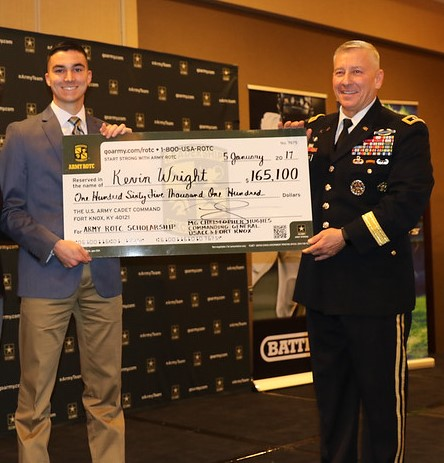 goarmy.com/rotc • 1-800-USA-ROTC
START STRONG WITH ARMY ROTC
5 January 2017
ARMY ROTC
Reserved in the name of Kevin Wright $165,100
One Hundred Sixty Five Thousand One Hundred Dollars
THE U.S. ARMY CADET COMMAND
FORT KNOX, KY 40121
MG CHRISTOPHER HUGHES
COMMANDING GENERAL
USACC & FORT KNOX
For ARMY ROTC SCHOLARSHIP
goarmy.com
#ArmyTeam
BATTL